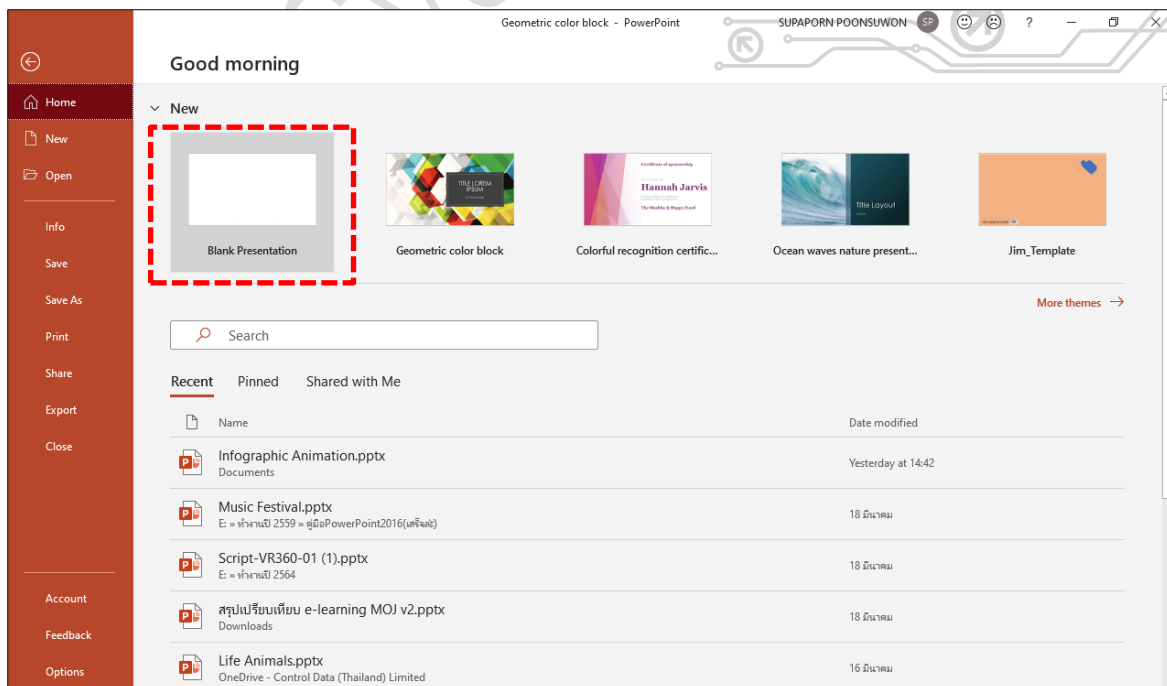 Geometric color block - PowerPoint
SUPAPORN POONSUWON SP ?
Good morning
Home
New
Open
Info
Save
Save As
Print
Share
Export
Close
Account
Feedback
Options
New
TITLE LOREM
IPSUM
Hannah Jarvis
Title Layout
Blank Presentation
Geometric color block
Colorful recognition certific...
Ocean waves nature present...
Jim_Template
More themes
Search
Recent Pinned Shared with Me
Name Date modified
Infographic Animation.pptx
Documents
Yesterday at 14:42
Music Festival.pptx
E: » ทำงานปี 2559 » คู่มือPowerPoint2016(เสร็จละ)
18 มีนาคม
Script-VR360-01 (1).pptx
E: » ทำงานปี 2564
18 มีนาคม
สรุปเปรียบเทียบ e-learning MOJ v2.pptx
Downloads
18 มีนาคม
Life Animals.pptx
OneDrive - Control Data (Thailand) Limited
16 มีนาคม